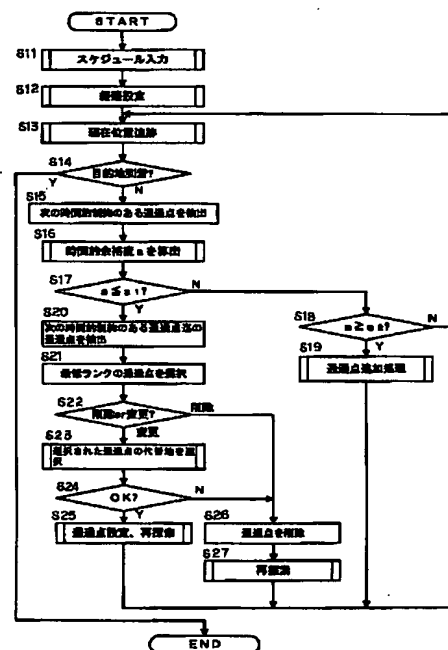 START
S11
スケジュール入力
S12
経路設定
S13
現在位置追跡
S14
目的地到着?
Y
N
S15
次の時間的制約のある通過点を検出
S16
時間的余裕度 a を算出
S17
a ≦ a1?
N
Y
S18
a ≧ a2?
N
Y
S19
通過点追加処理
S20
次の時間的制約のある通過点迄の
通過点を検出
S21
最低ランクの通過点を選択
S22
削除or変更?
削除
変更
S23
選択された通過点の代替地を選
択
S24
OK?
N
Y
S25
通過点設定、再探索
S26
通過点を削除
S27
再探索
END